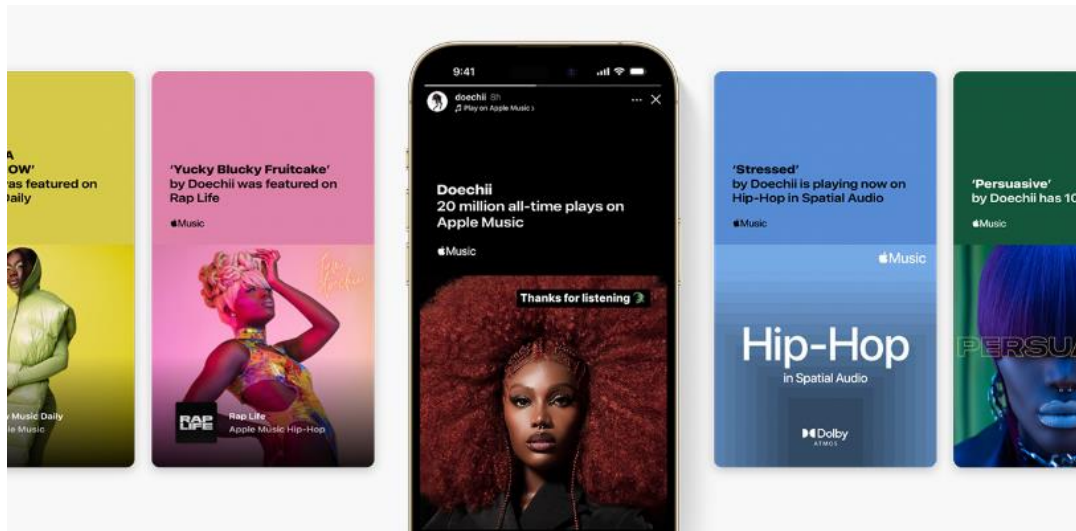 A
OW'
as featured on
Daily
Music Daily
le Music
'Yucky Blucky Fruitcake'
by Doechii was featured on
Rap Life
Music
RAP
LIFE
Rap Life
Apple Music Hip-Hop
9:41
doechii 8h
Play on Apple Music ›
Doechii
20 million all-time plays on
Apple Music
Music
Thanks for listening
'Stressed'
by Doechii is playing now on
Hip-Hop in Spatial Audio
Music
Music
Hip-Hop
in Spatial Audio
Dolby
ATMOS
'Persuasive'
by Doechii has 10
PERSUA